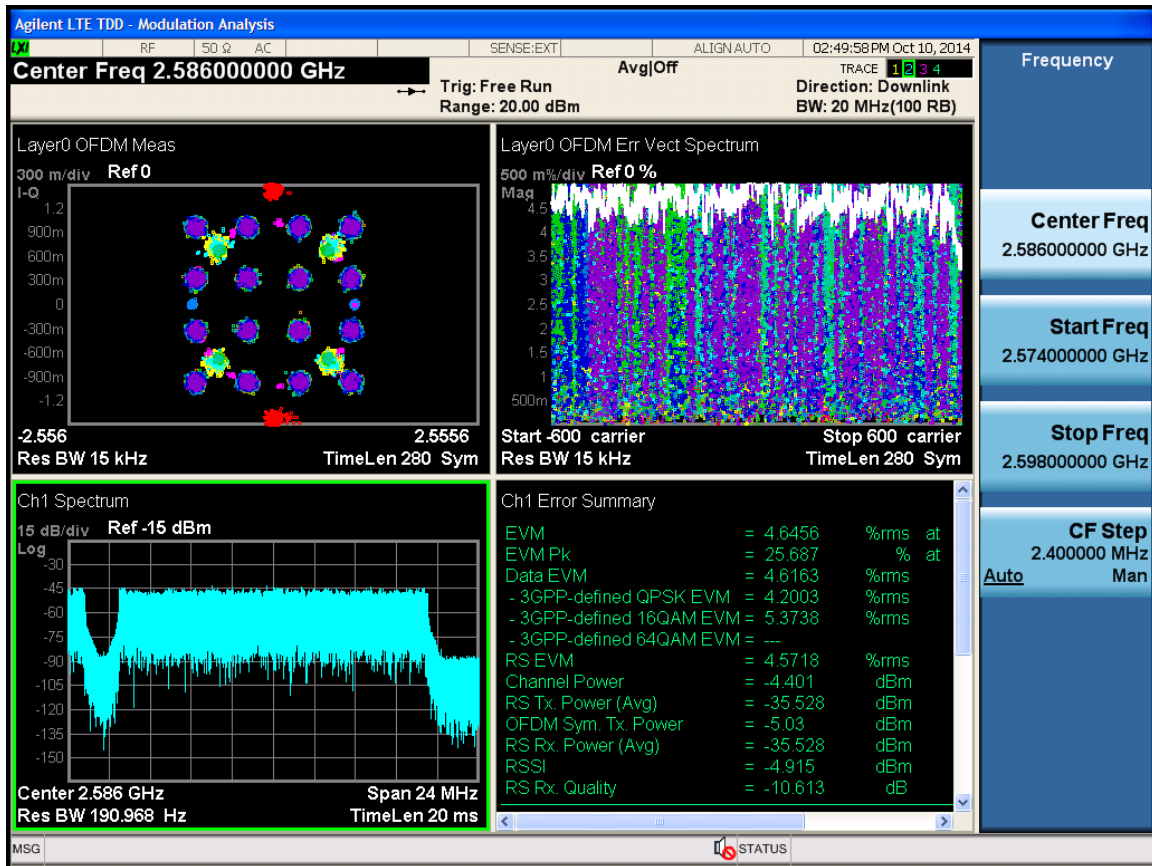 Agilent LTE TDD - Modulation Analysis
LXI RF 50 Ω AC SENSE:EXT ALIGN AUTO 02:49:58 PM Oct 10, 2014
Center Freq 2.586000000 GHz
Avg|Off
TRACE 1 2 3 4
Trig: Free Run
Direction: Downlink
Range: 20.00 dBm
BW: 20 MHz(100 RB)
Layer0 OFDM Meas
300 m/div Ref 0
I-Q
1.2
900m
600m
300m
0
-300m
-600m
-900m
-1.2
-2.556 2.5556
Res BW 15 kHz TimeLen 280 Sym
Layer0 OFDM Err Vect Spectrum
500 m%/div Ref 0 %
Mag
4.5
4
3.5
3
2.5
2
1.5
1
500m
Start -600 carrier Stop 600 carrier
Res BW 15 kHz TimeLen 280 Sym
Ch1 Spectrum
15 dB/div Ref -15 dBm
Log
-30
-45
-60
-75
-90
-105
-120
-135
-150
Center 2.586 GHz Span 24 MHz
Res BW 190.968 Hz TimeLen 20 ms
Ch1 Error Summary
EVM = 4.6456 %rms at
EVM Pk = 25.687 % at
Data EVM = 4.6163 %rms
- 3GPP-defined QPSK EVM = 4.2003 %rms
- 3GPP-defined 16QAM EVM = 5.3738 %rms
- 3GPP-defined 64QAM EVM = ---
RS EVM = 4.5718 %rms
Channel Power = -4.401 dBm
RS Tx. Power (Avg) = -35.528 dBm
OFDM Sym. Tx. Power = -5.03 dBm
RS Rx. Power (Avg) = -35.528 dBm
RSSI = -4.915 dBm
RS Rx. Quality = -10.613 dB
Frequency
Center Freq
2.586000000 GHz
Start Freq
2.574000000 GHz
Stop Freq
2.598000000 GHz
CF Step
2.400000 MHz
Auto Man
MSG STATUS